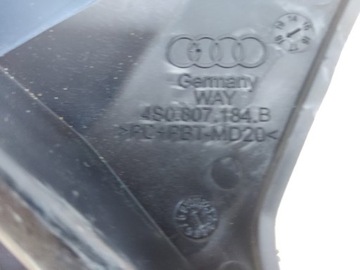 Germany
WAY
4S0.807.184.B
>PC+PBT-MD20<